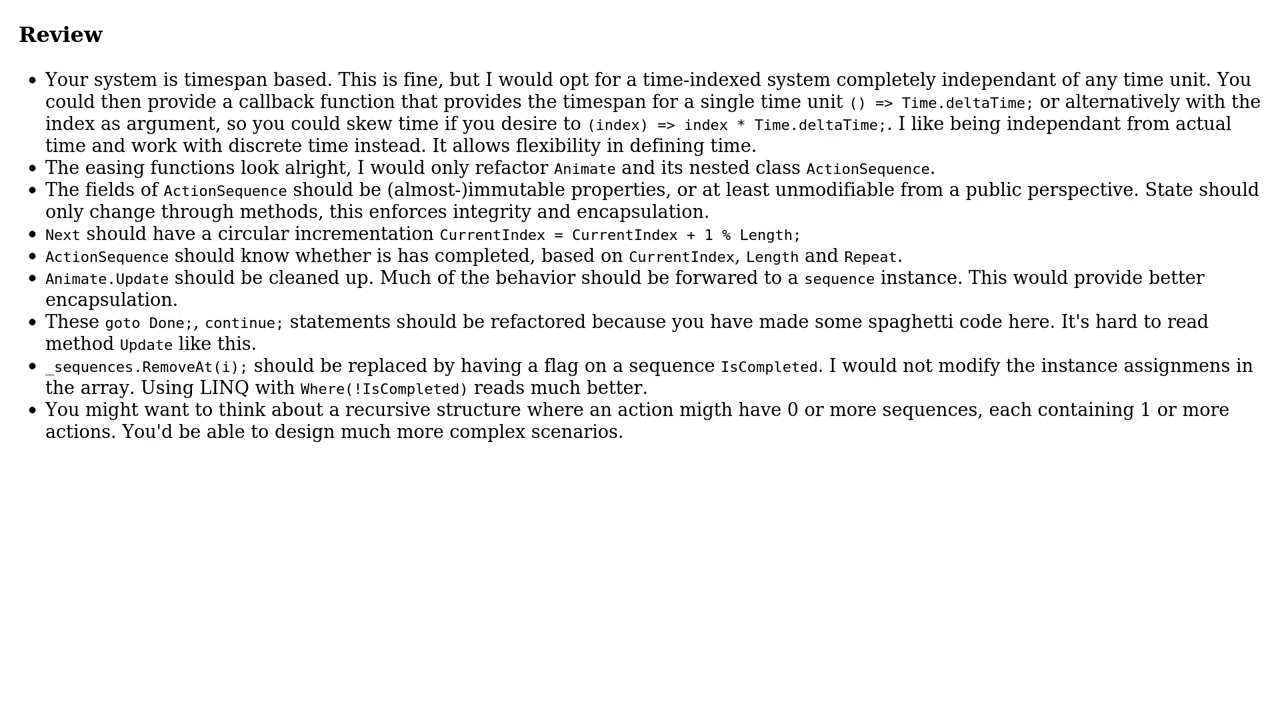 Review
Your system is timespan based. This is fine, but I would opt for a time-indexed system completely independant of any time unit. You
could then provide a callback function that provides the timespan for a single time unit () => Time.deltaTime; or alternatively with the
index as argument, so you could skew time if you desire to (index) => index * Time.deltaTime;. I like being independant from actual
time and work with discrete time instead. It allows flexibility in defining time.
The easing functions look alright, I would only refactor Animate and its nested class ActionSequence.
The fields of ActionSequence should be (almost-)immutable properties, or at least unmodifiable from a public perspective. State should
only change through methods, this enforces integrity and encapsulation.
Next should have a circular incrementation CurrentIndex = CurrentIndex + 1 % Length;
ActionSequence should know whether is has completed, based on CurrentIndex, Length and Repeat.
Animate.Update should be cleaned up. Much of the behavior should be forwared to a sequence instance. This would provide better
encapsulation.
These goto Done;, continue; statements should be refactored because you have made some spaghetti code here. It's hard to read
method Update like this.
_sequences.RemoveAt(i); should be replaced by having a flag on a sequence IsCompleted. I would not modify the instance assignmens in
the array. Using LINQ with Where(!IsCompleted) reads much better.
You might want to think about a recursive structure where an action migth have 0 or more sequences, each containing 1 or more
actions. You'd be able to design much more complex scenarios.